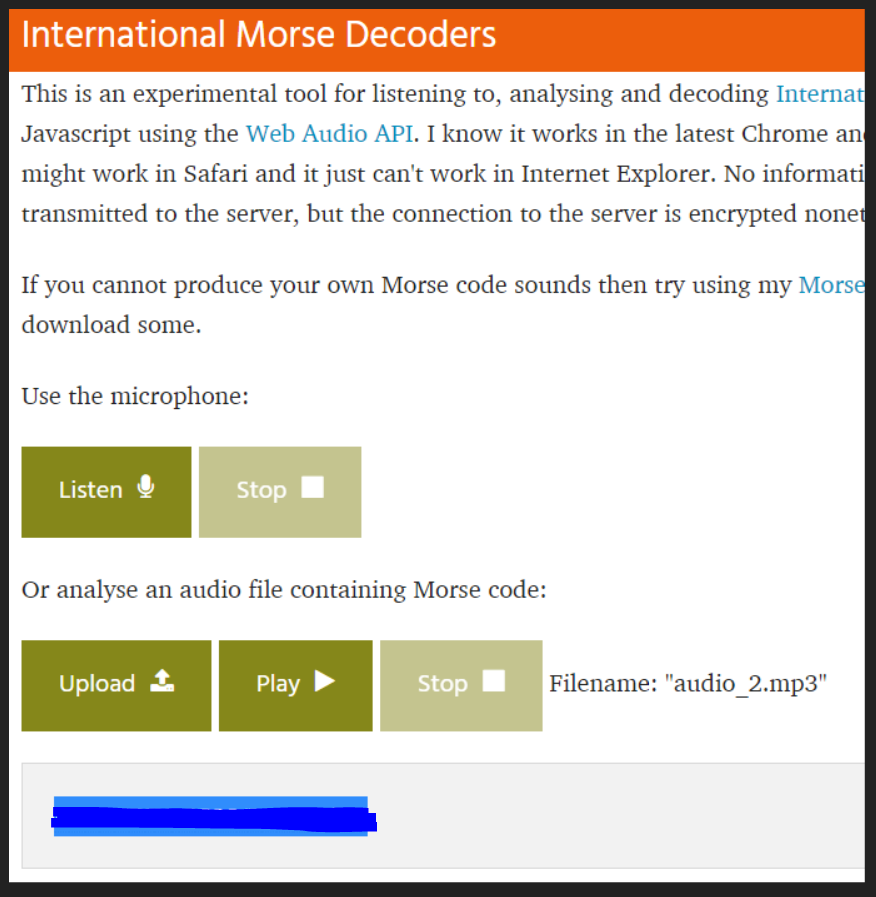 International Morse Decoders
This is an experimental tool for listening to, analysing and decoding Internat
Javascript using the Web Audio API. I know it works in the latest Chrome an
might work in Safari and it just can't work in Internet Explorer. No informati
transmitted to the server, but the connection to the server is encrypted nonet
If you cannot produce your own Morse code sounds then try using my Morse
download some.
Use the microphone:
Listen Stop
Or analyse an audio file containing Morse code:
Upload Play Stop Filename: "audio_2.mp3"